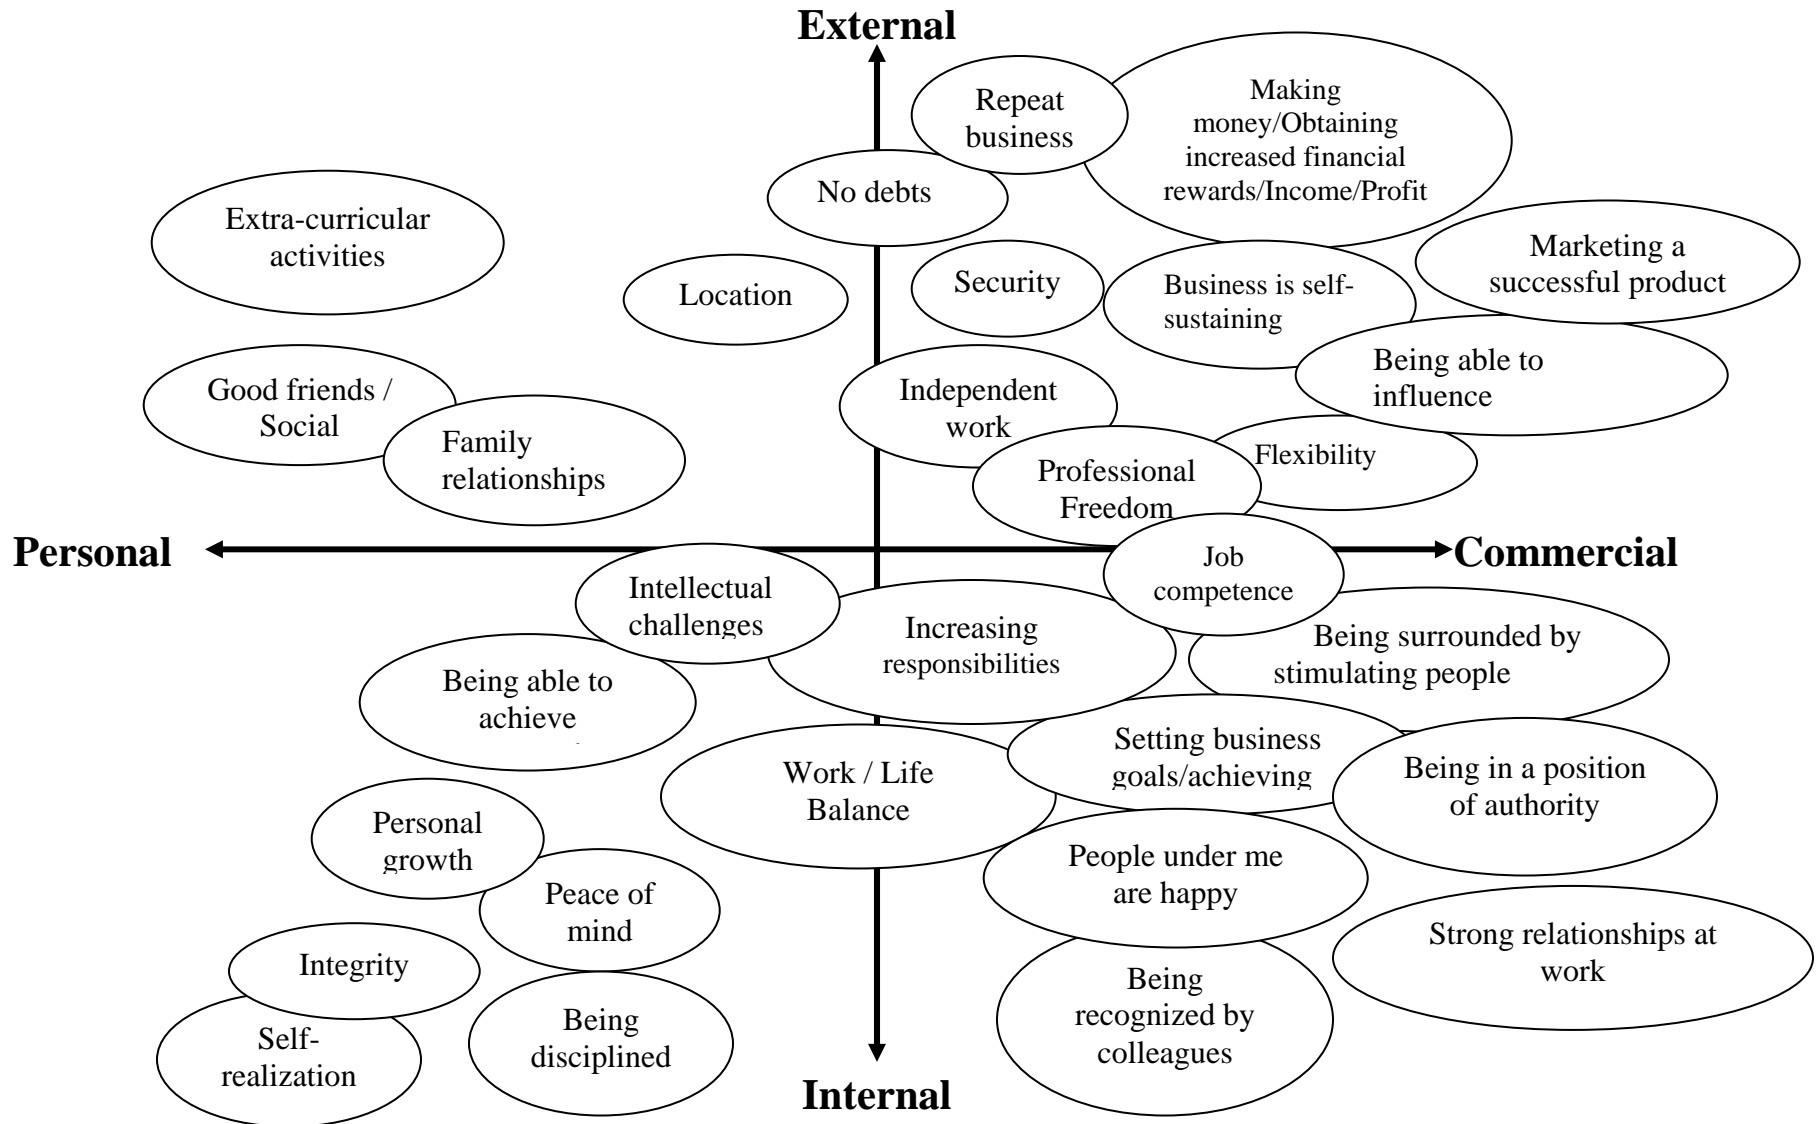 External
Repeat
business
Making
money/Obtaining
increased financial
rewards/Income/Profit
No debts
Extra-curricular
activities
Marketing a
successful product
Location
Security
Business is self-
sustaining
Being able to
influence
Good friends /
Social
Family
relationships
Independent
work
Flexibility
Professional
Freedom
Personal
Commercial
Job
competence
Intellectual
challenges
Increasing
responsibilities
Being surrounded by
stimulating people
Being able to
achieve
Setting business
goals/achieving
Work / Life
Balance
Being in a position
of authority
Personal
growth
People under me
are happy
Peace of
mind
Strong relationships at
work
Integrity
Being
recognized by
colleagues
Being
disciplined
Self-
realization
Internal